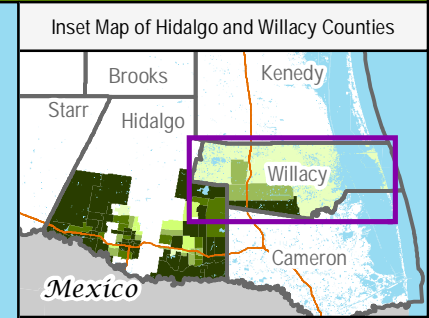 Inset Map of Hidalgo and Willacy Counties
Brooks
Kenedy
Starr
Hidalgo
Willacy
Cameron
Mexico